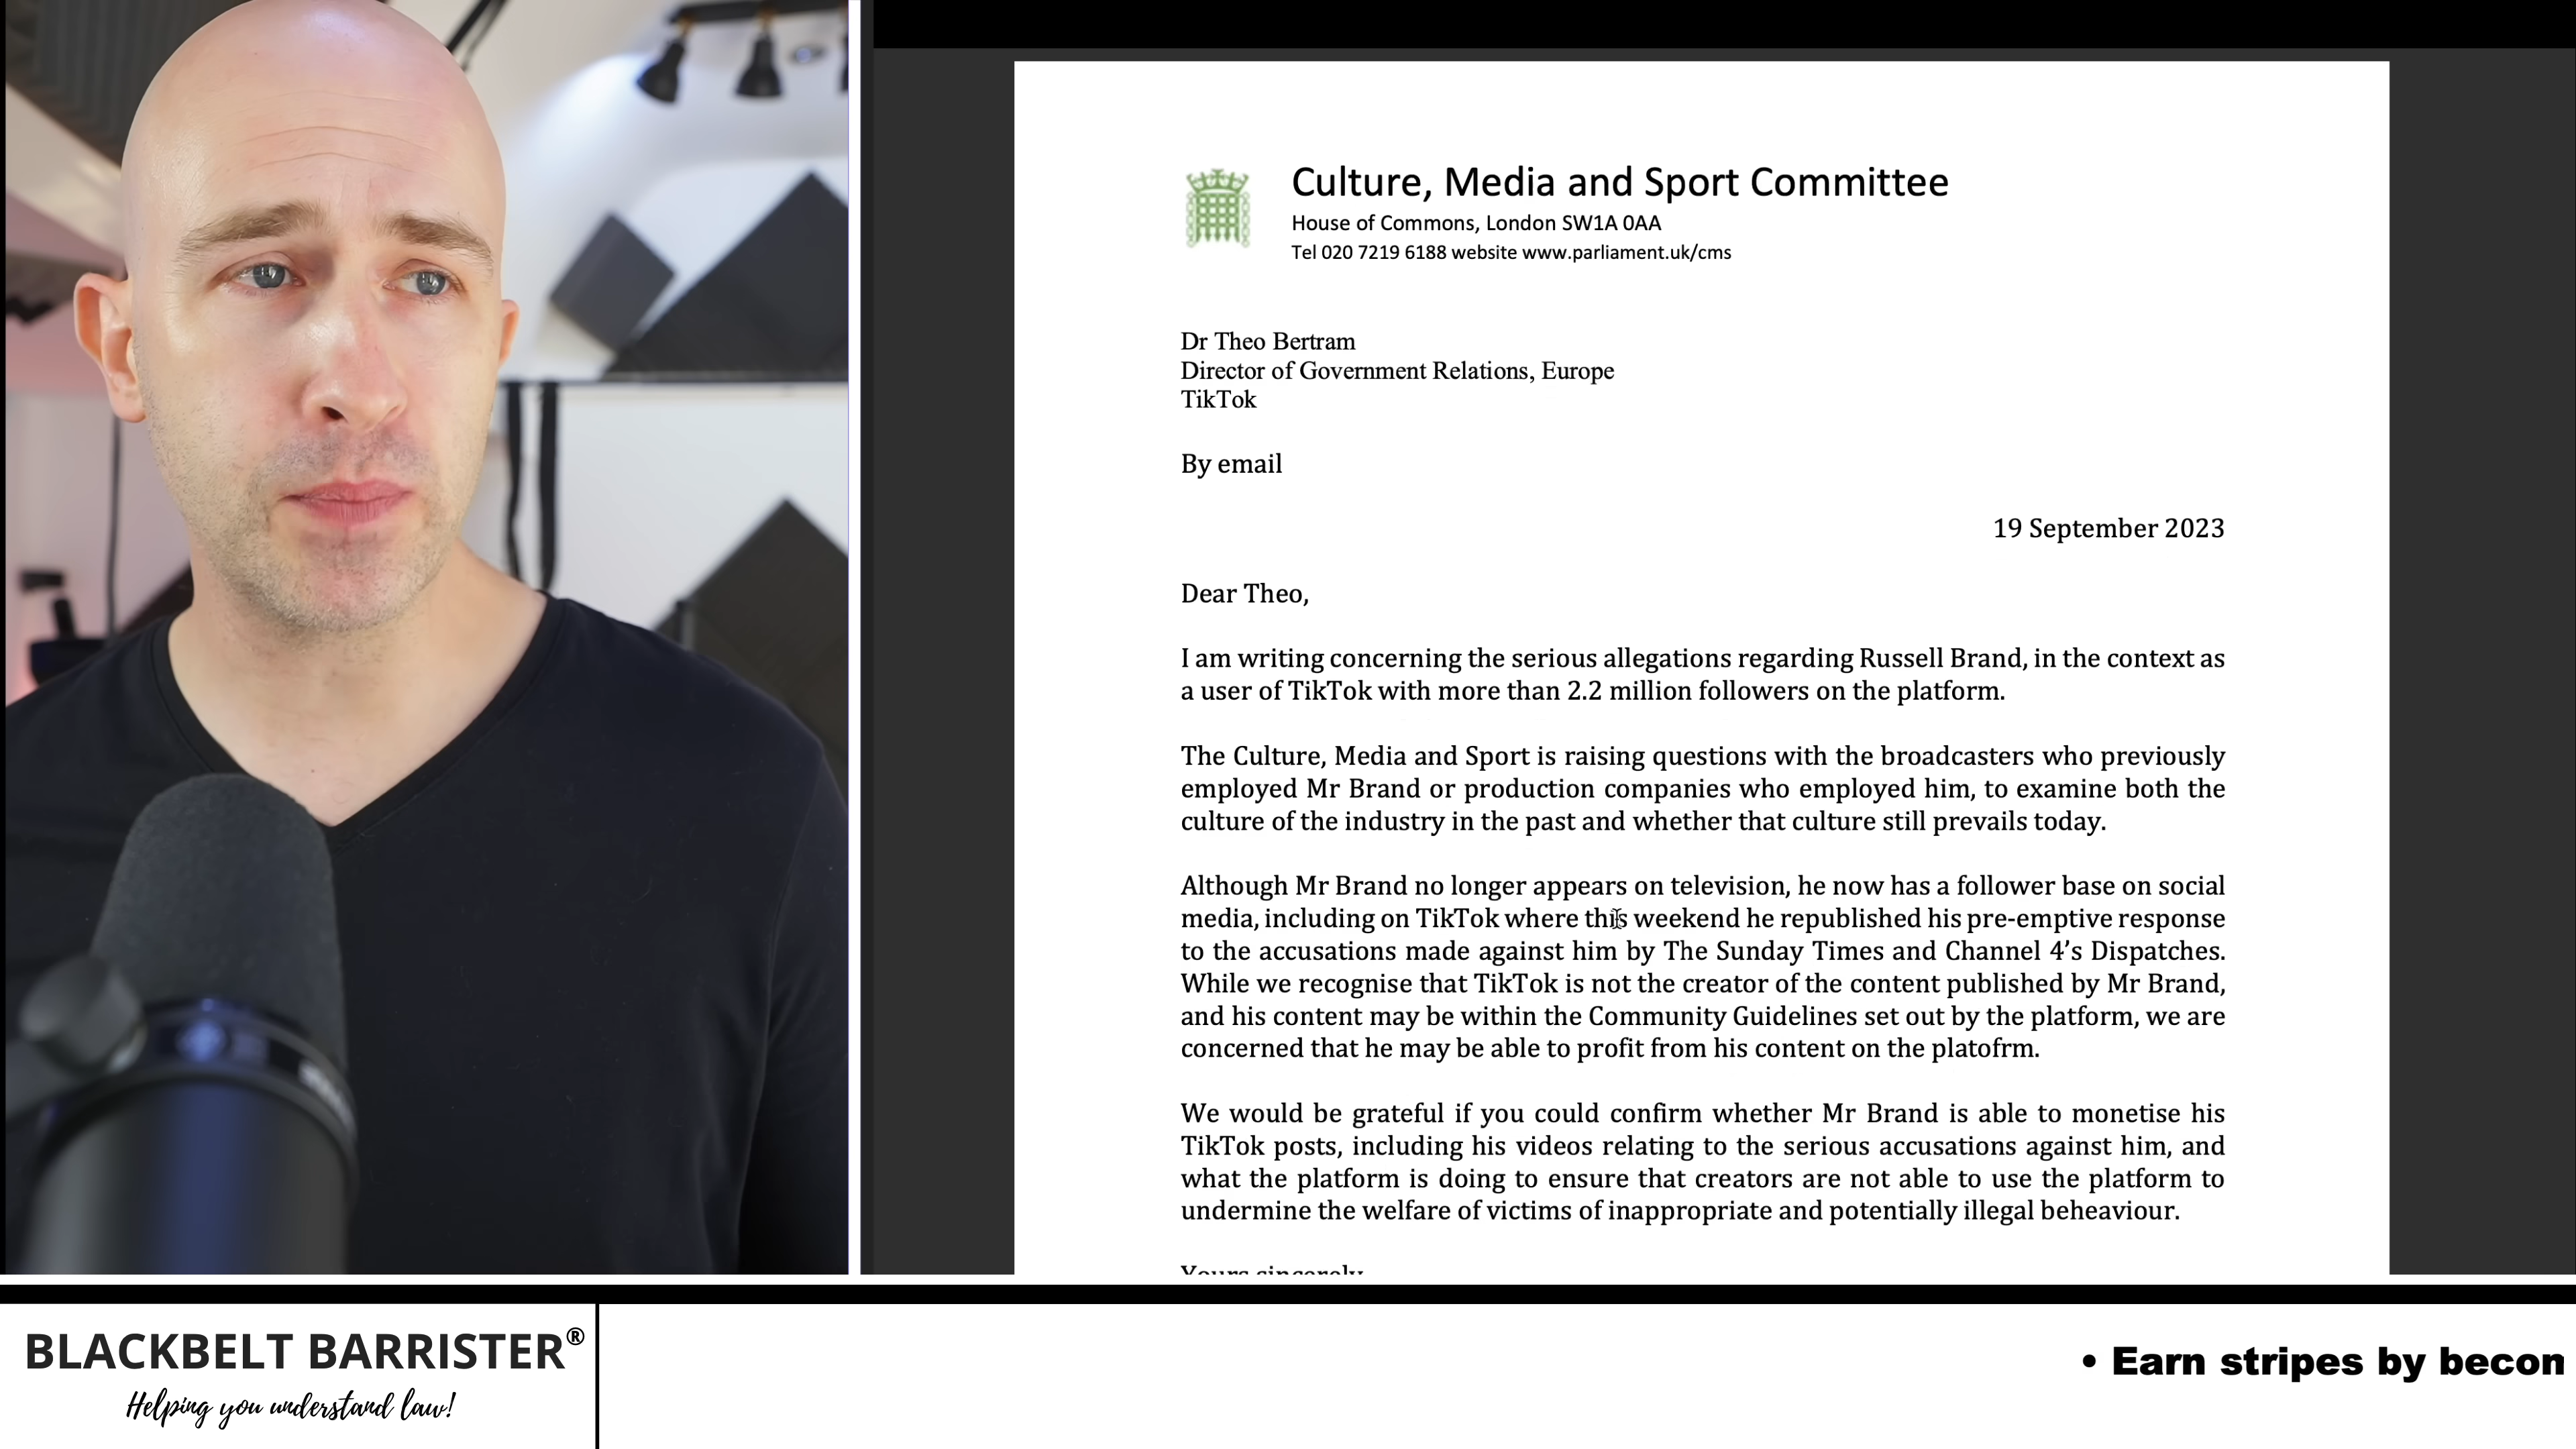 Culture, Media and Sport Committee
House of Commons, London SW1A 0AA
Tel 020 7219 6188 website www.parliament.uk/cms
Dr Theo Bertram
Director of Government Relations, Europe
TikTok
By email
19 September 2023
Dear Theo,
I am writing concerning the serious allegations regarding Russell Brand, in the context as
a user of TikTok with more than 2.2 million followers on the platform.
The Culture, Media and Sport is raising questions with the broadcasters who previously
employed Mr Brand or production companies who employed him, to examine both the
culture of the industry in the past and whether that culture still prevails today.
Although Mr Brand no longer appears on television, he now has a follower base on social
media, including on TikTok where this weekend he republished his pre-emptive response
to the accusations made against him by The Sunday Times and Channel 4’s Dispatches.
While we recognise that TikTok is not the creator of the content published by Mr Brand,
and his content may be within the Community Guidelines set out by the platform, we are
concerned that he may be able to profit from his content on the platofrm.
We would be grateful if you could confirm whether Mr Brand is able to monetise his
TikTok posts, including his videos relating to the serious accusations against him, and
what the platform is doing to ensure that creators are not able to use the platform to
undermine the welfare of victims of inappropriate and potentially illegal beheaviour.
Yours sincerely
BLACKBELT BARRISTER®
Helping you understand law!
• Earn stripes by becon